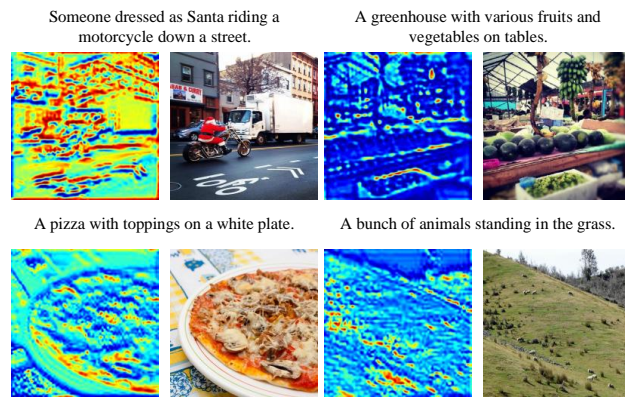 Someone dressed as Santa riding a
motorcycle down a street.
A greenhouse with various fruits and
vegetables on tables.
A pizza with toppings on a white plate.
A bunch of animals standing in the grass.